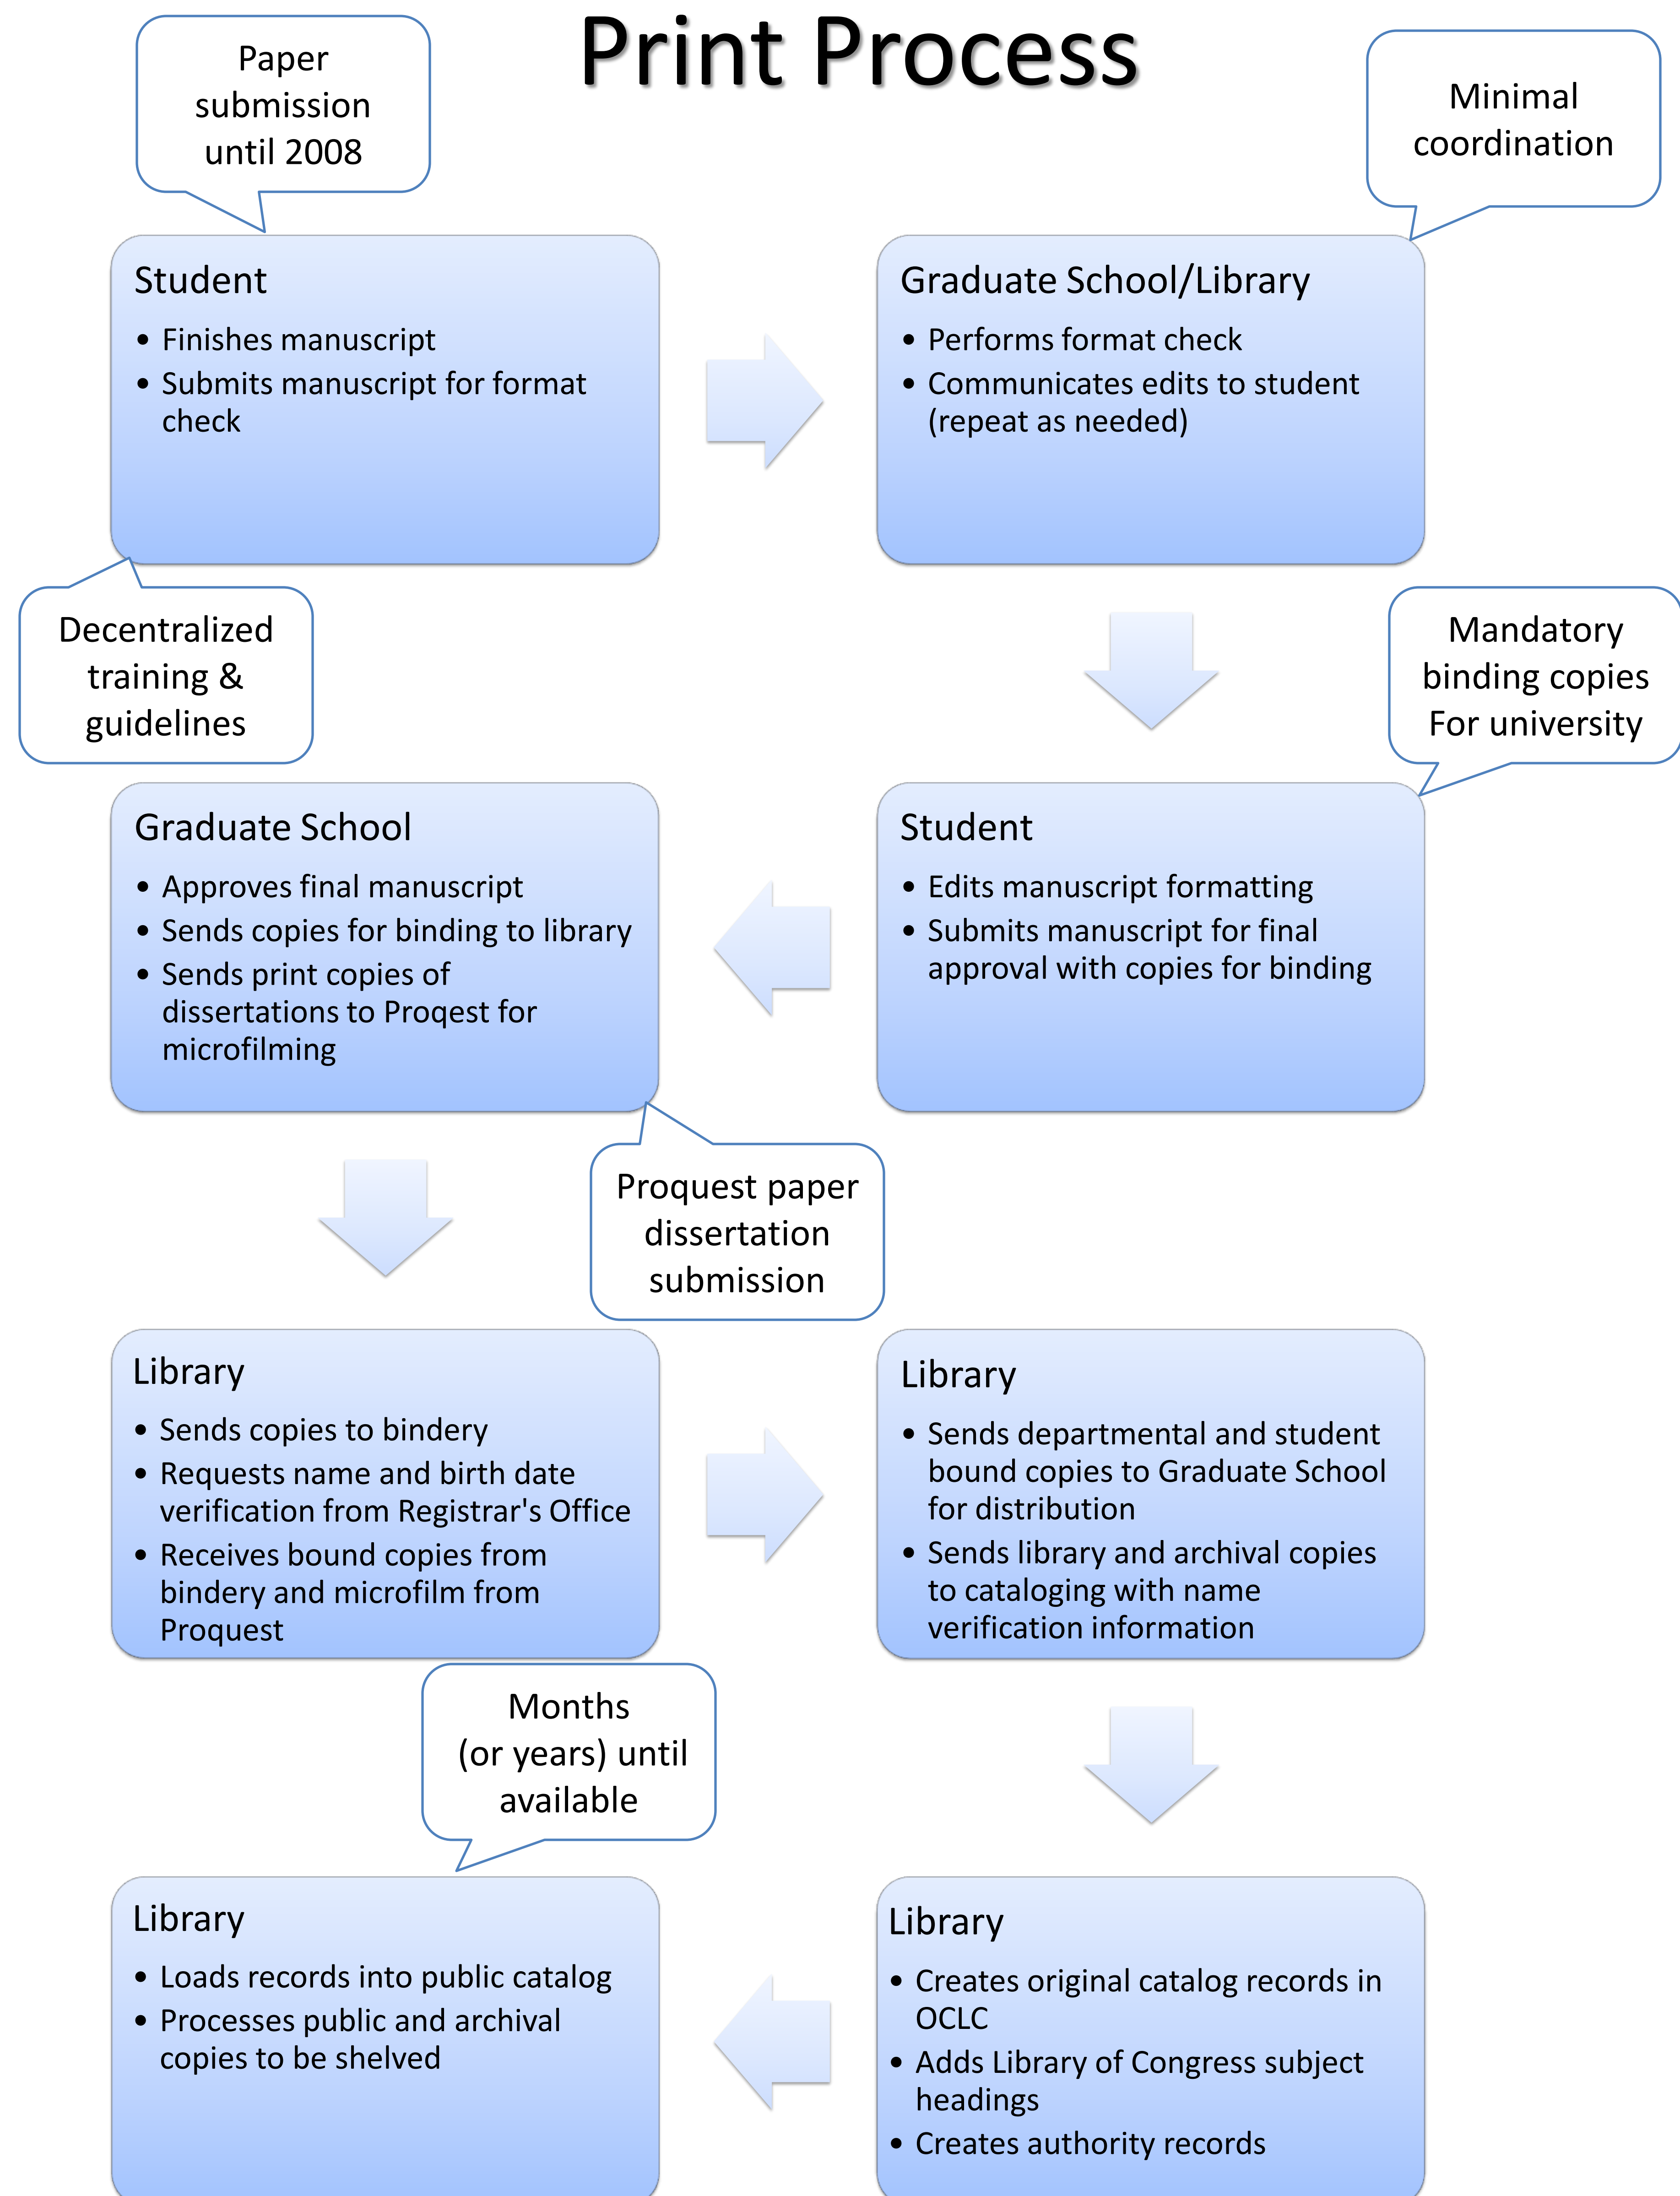 Print Process
Paper
submission
until 2008
Minimal
coordination
Student
• Finishes manuscript
• Submits manuscript for format
check
Graduate School/Library
• Performs format check
• Communicates edits to student
(repeat as needed)
Decentralized
training &
guidelines
Mandatory
binding copies
For university
Student
• Edits manuscript formatting
• Submits manuscript for final
approval with copies for binding
Graduate School
• Approves final manuscript
• Sends copies for binding to library
• Sends print copies of
dissertations to Proqest for
microfilming
Proquest paper
dissertation
submission
Library
• Sends copies to bindery
• Requests name and birth date
verification from Registrar's Office
• Receives bound copies from
bindery and microfilm from
Proquest
Library
• Sends departmental and student
bound copies to Graduate School
for distribution
• Sends library and archival copies
to cataloging with name
verification information
Library
• Creates original catalog records in
OCLC
• Adds Library of Congress subject
headings
• Creates authority records
Months
(or years) until
available
Library
• Loads records into public catalog
• Processes public and archival
copies to be shelved